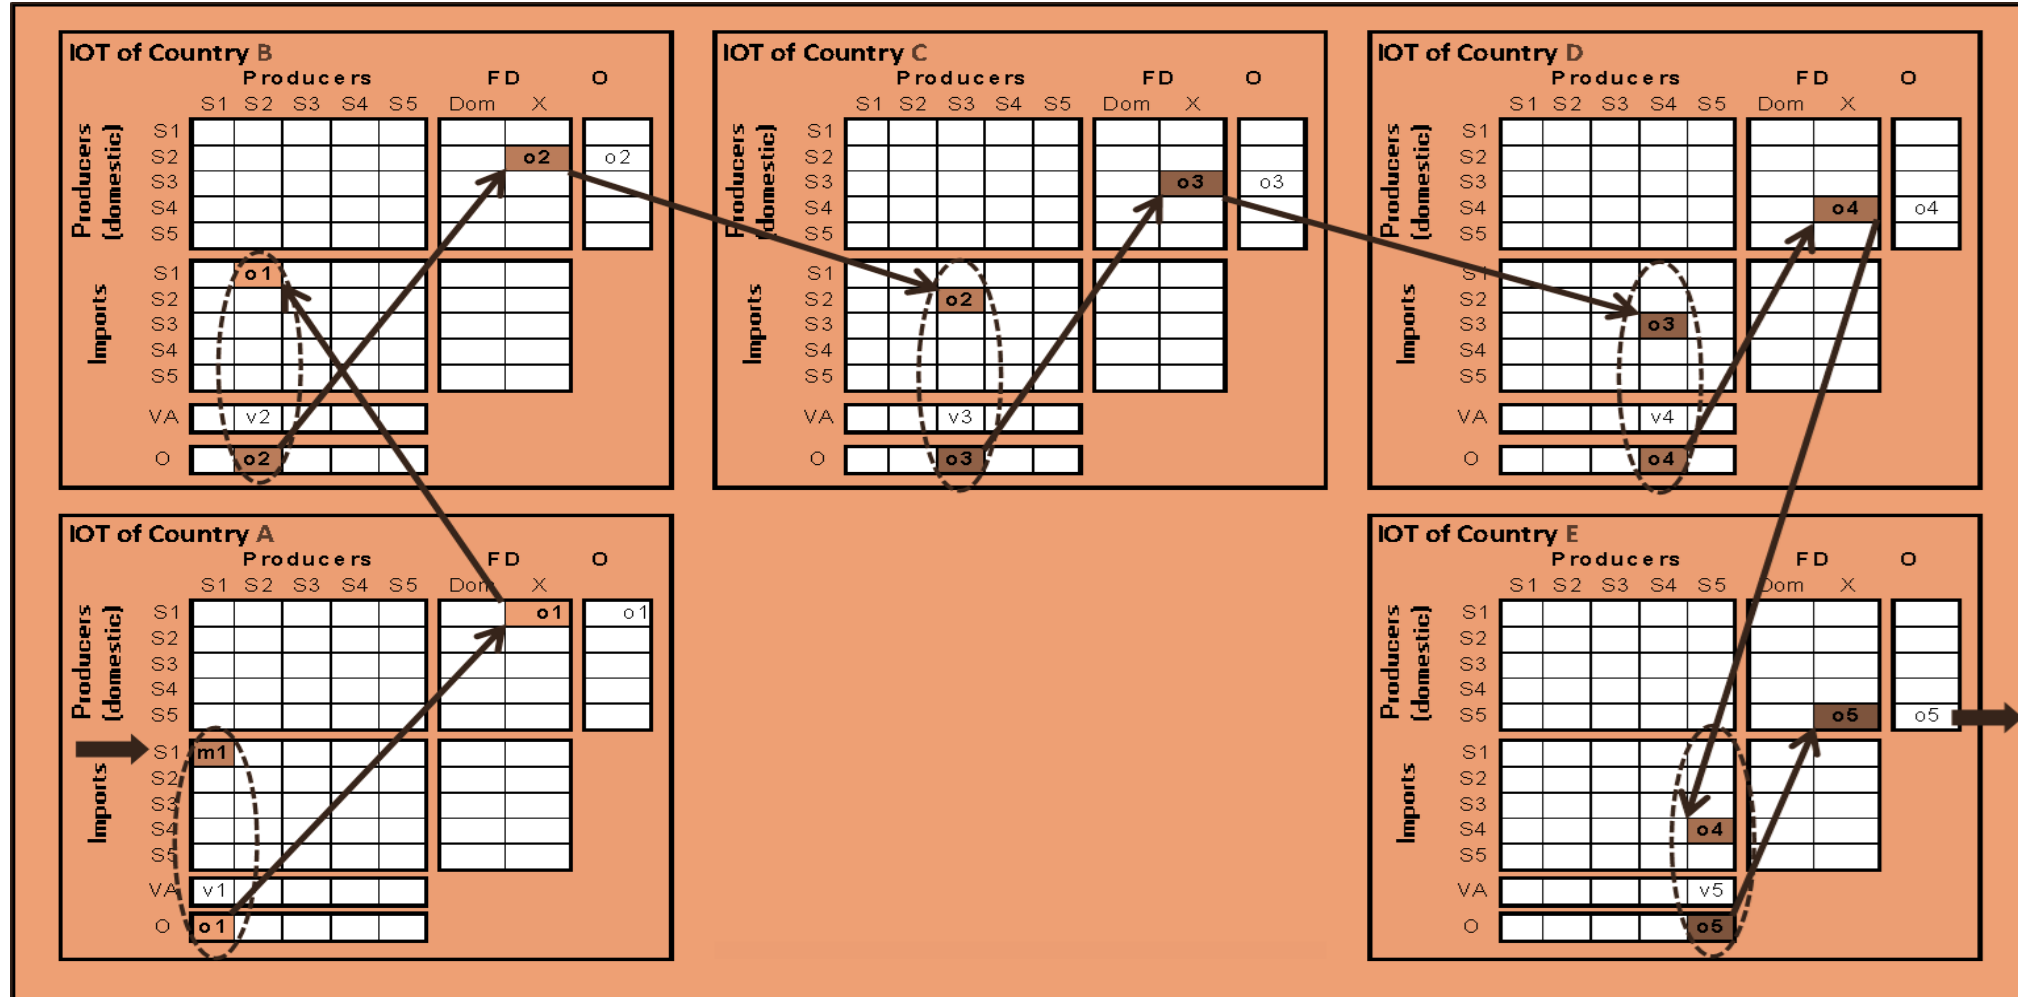 IOT of Country B
Producers FD O
S1 S2 S3 S4 S5 Dom X
Producers (domestic)
S1
S2 o2 o2
S3
S4
S5
Imports
S1 o1
S2
S3
S4
S5
VA v2
O o2
IOT of Country C
Producers FD O
S1 S2 S3 S4 S5 Dom X
Producers (domestic)
S1
S2
S3 o3 o3
S4
S5
Imports
S1
S2 o2
S3
S4
S5
VA v3
O o3
IOT of Country D
Producers FD O
S1 S2 S3 S4 S5 Dom X
Producers (domestic)
S1
S2
S3
S4 o4 o4
S5
Imports
S1
S2
S3 o3
S4
S5
VA v4
O o4
IOT of Country A
Producers FD O
S1 S2 S3 S4 S5 Dom X
Producers (domestic)
S1 o1 o1
S2
S3
S4
S5
Imports
S1 m1
S2
S3
S4
S5
VA v1
O o1
IOT of Country E
Producers FD O
S1 S2 S3 S4 S5 Dom X
Producers (domestic)
S1
S2
S3
S4
S5 o5 o5
Imports
S1
S2
S3
S4 o4
S5
VA v5
O o5